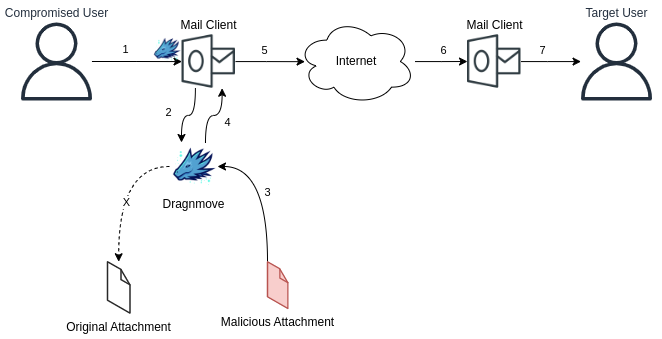 Compromised User
Mail Client
Mail Client
Target User
1
5
Internet
6
7
2
4
Dragnmove
3
X
Original Attachment
Malicious Attachment